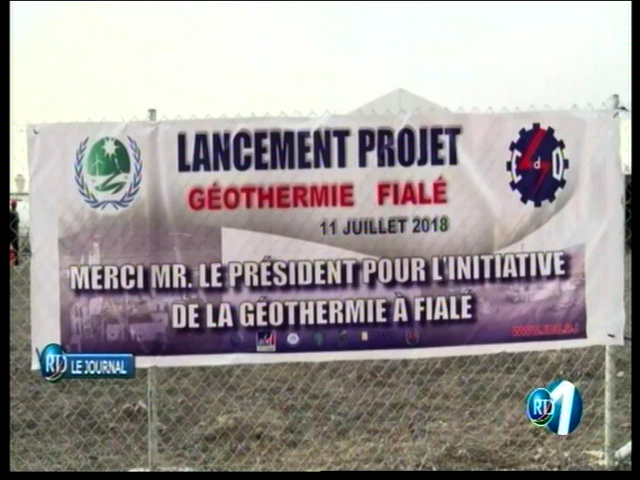 LANCEMENT PROJET
GÉOTHERMIE FIALÉ
11 JUILLET 2018
MERCI MR. LE PRÉSIDENT POUR L'INITIATIVE
DE LA GÉOTHERMIE À FIALÉ
EdD
RTD LE JOURNAL
RTD 1